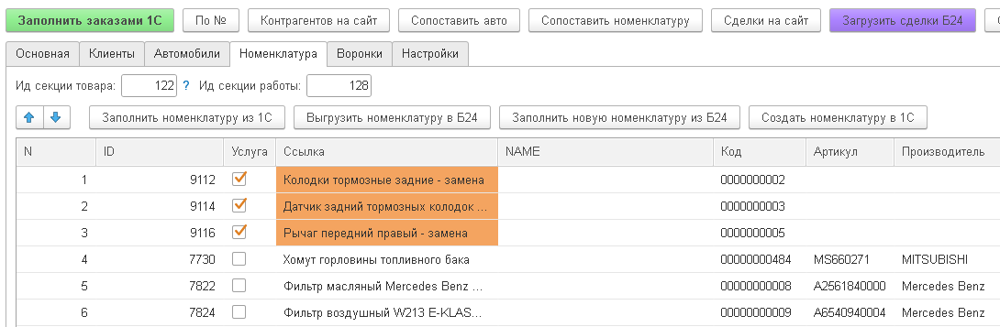 Заполнить заказами 1С По № Контрагентов на сайт Сопоставить авто Сопоставить номенклатуру Сделки на сайт Загрузить сделки Б24
Основная Клиенты Автомобили Номенклатура Воронки Настройки
Ид секции товара: 122 ? Ид секции работы: 128
Заполнить номенклатуру из 1С Выгрузить номенклатуру в Б24 Заполнить новую номенклатуру из Б24 Создать номенклатуру в 1С
N ID Услуга Ссылка NAME Код Артикул Производитель
1 9112 Колодки тормозные задние - замена 0000000002
2 9114 Датчик задний тормозных колодок ... 0000000003
3 9116 Рычаг передний правый - замена 0000000005
4 7730 Хомут горловины топливного бака 00000000484 MS660271 MITSUBISHI
5 7822 Фильтр масляный Mercedes Benz ... 00000000008 A2561840000 Mercedes Benz
6 7824 Фильтр воздушный W213 E-KLAS... 00000000009 A6540940004 Mercedes Benz